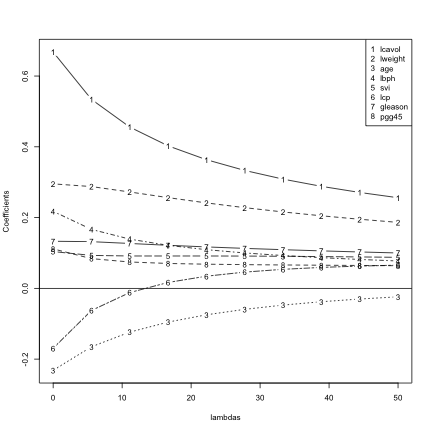 1 lcavol
2 lweight
3 age
4 lbph
5 svi
6 lcp
7 gleason
8 pgg45
0.6
0.4
0.2
0.0
-0.2
Coefficients
0 10 20 30 40 50
lambdas